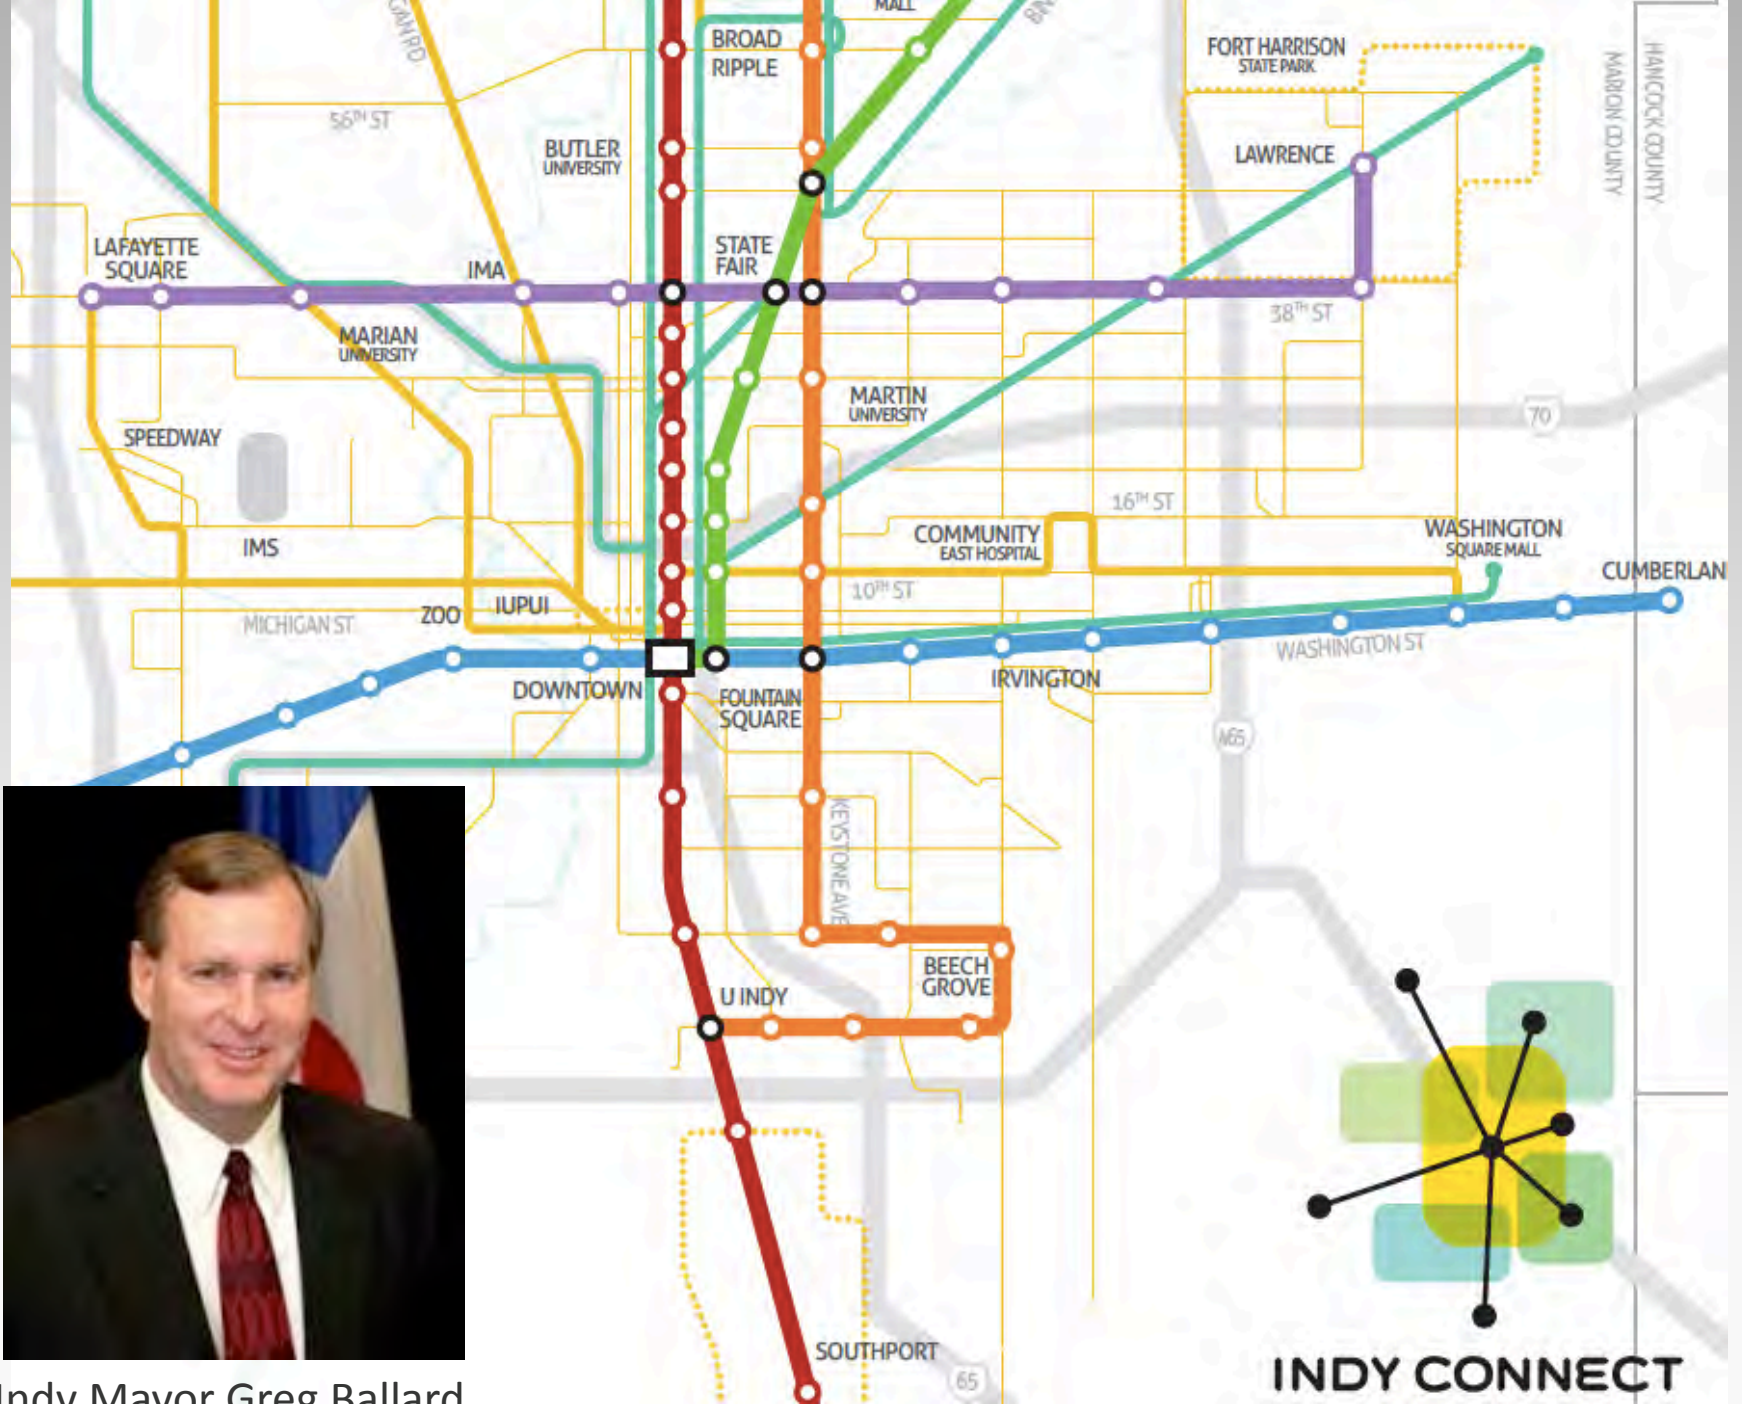 MALL
BROAD
RIPPLE
FORT HARRISON
STATE PARK
MARION COUNTY
HANCOCK COUNTY
56TH ST
BUTLER
UNIVERSITY
LAWRENCE
LAFAYETTE
SQUARE
IMA
STATE
FAIR
38TH ST
MARIAN
UNIVERSITY
MARTIN
UNIVERSITY
70
SPEEDWAY
16TH ST
IMS
COMMUNITY
EAST HOSPITAL
WASHINGTON
SQUARE MALL
CUMBERLAN
10TH ST
ZOO
IUPUI
MICHIGAN ST
WASHINGTON ST
DOWNTOWN
FOUNTAIN
SQUARE
IRVINGTON
KEYSTONE AVE
BEECH
GROVE
U INDY
SOUTHPORT
65
INDY CONNECT
Indy Mayor Greg Ballard